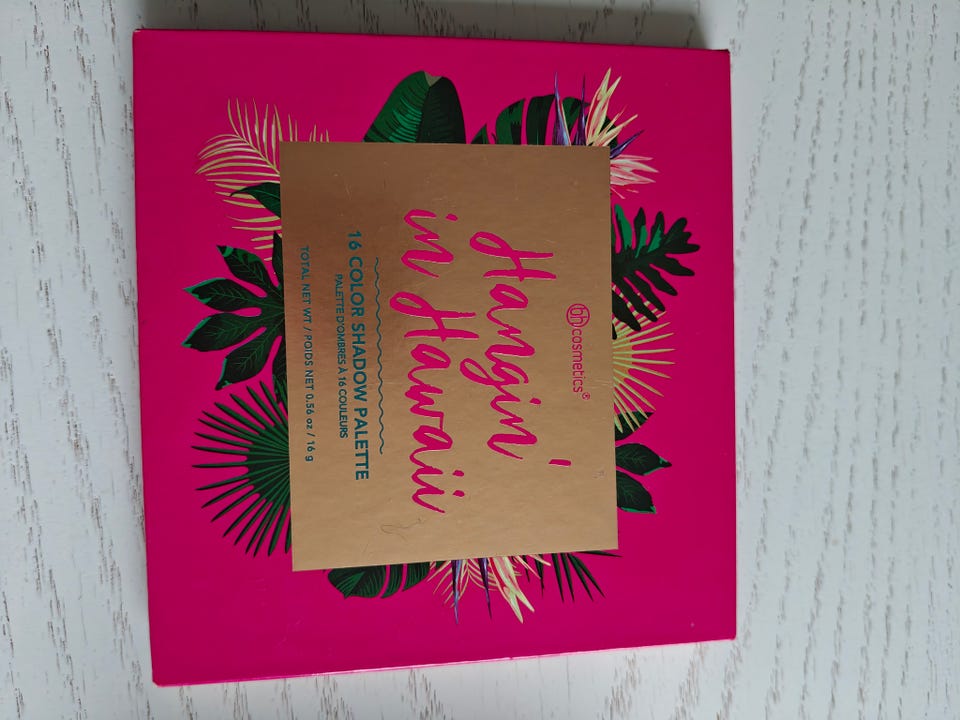 bh cosmetics®
Hangin'
in Hawaii
16 COLOR SHADOW PALETTE
PALETTE D'OMBRES À 16 COULEURS
TOTAL NET WT / POIDS NET 0.56 oz / 16 g